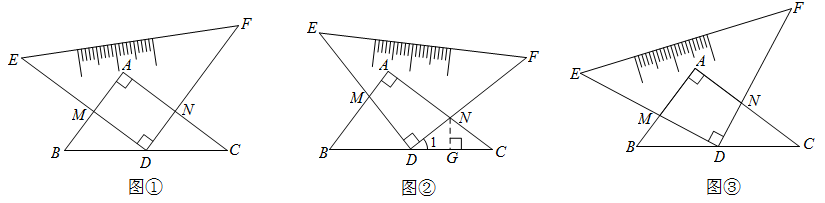 E F A M N B D C
图①
E F A M N 1 B D G C
图②
E F A M N B D C
图③